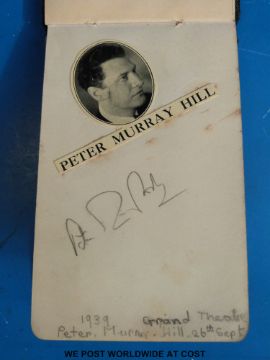 PETER MURRAY HILL
1939 Grand Theatre
Peter. Murray. Hill. 26th Sept
WE POST WORLDWIDE AT COST